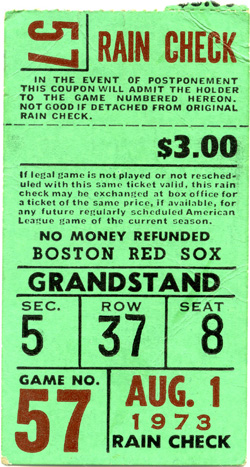 57
RAIN CHECK
IN THE EVENT OF POSTPONEMENT
THIS COUPON WILL ADMIT THE HOLDER
TO THE GAME NUMBERED HEREON.
NOT GOOD IF DETACHED FROM ORIGINAL
RAIN CHECK.
$3.00
If legal game is not played or not resched-
uled with this same ticket valid, this rain
check may be exchanged at box office for
a ticket of the same price, if available, for
any future regularly scheduled American
League game of the current season.
NO MONEY REFUNDED
BOSTON RED SOX
GRANDSTAND
SEC. ROW SEAT
5 37 8
GAME NO.
57
AUG. 1
1973
RAIN CHECK